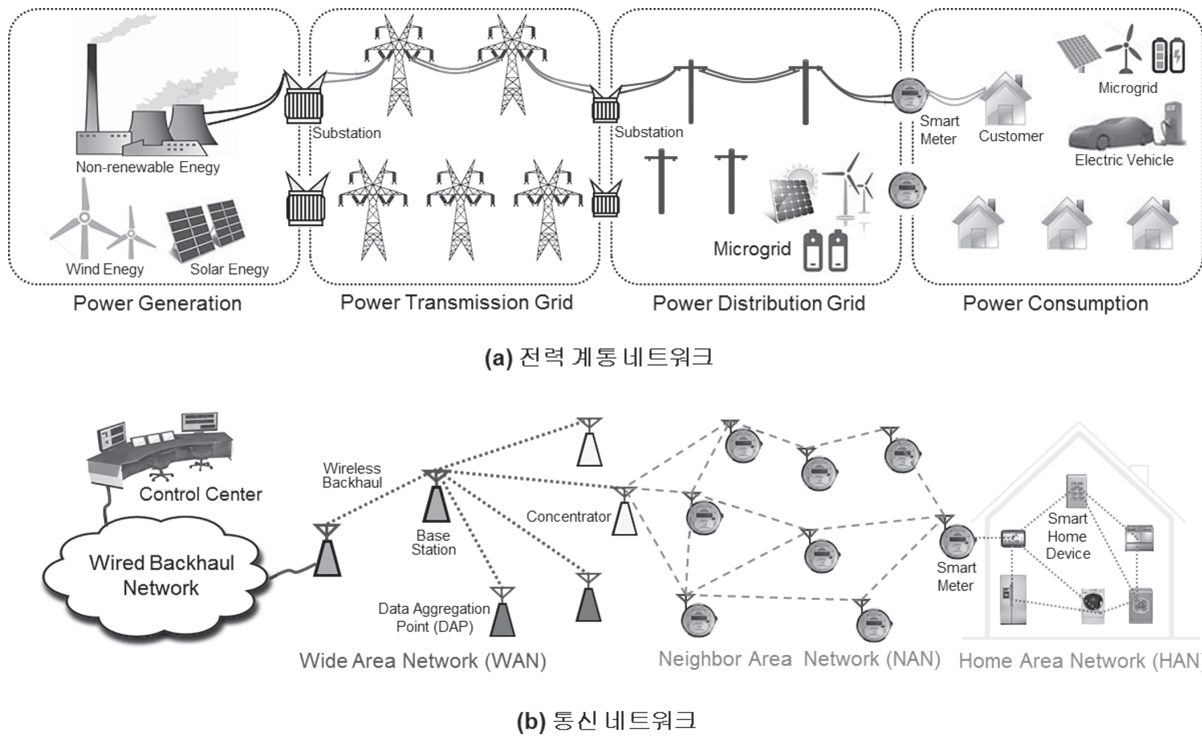 Substation
Substation
Smart
Meter
Customer
Microgrid
Electric Vehicle
Non-renewable Enegy
Wind Enegy
Solar Enegy
Microgrid
Power Generation
Power Transmission Grid
Power Distribution Grid
Power Consumption
(a) 전력 계통 네트워크
Control Center
Wireless
Backhaul
Wired Backhaul
Network
Base
Station
Concentrator
Data Aggregation
Point (DAP)
Smart
Meter
Smart
Home
Device
Wide Area Network (WAN)
Neighbor Area Network (NAN)
Home Area Network (HAN)
(b) 통신 네트워크